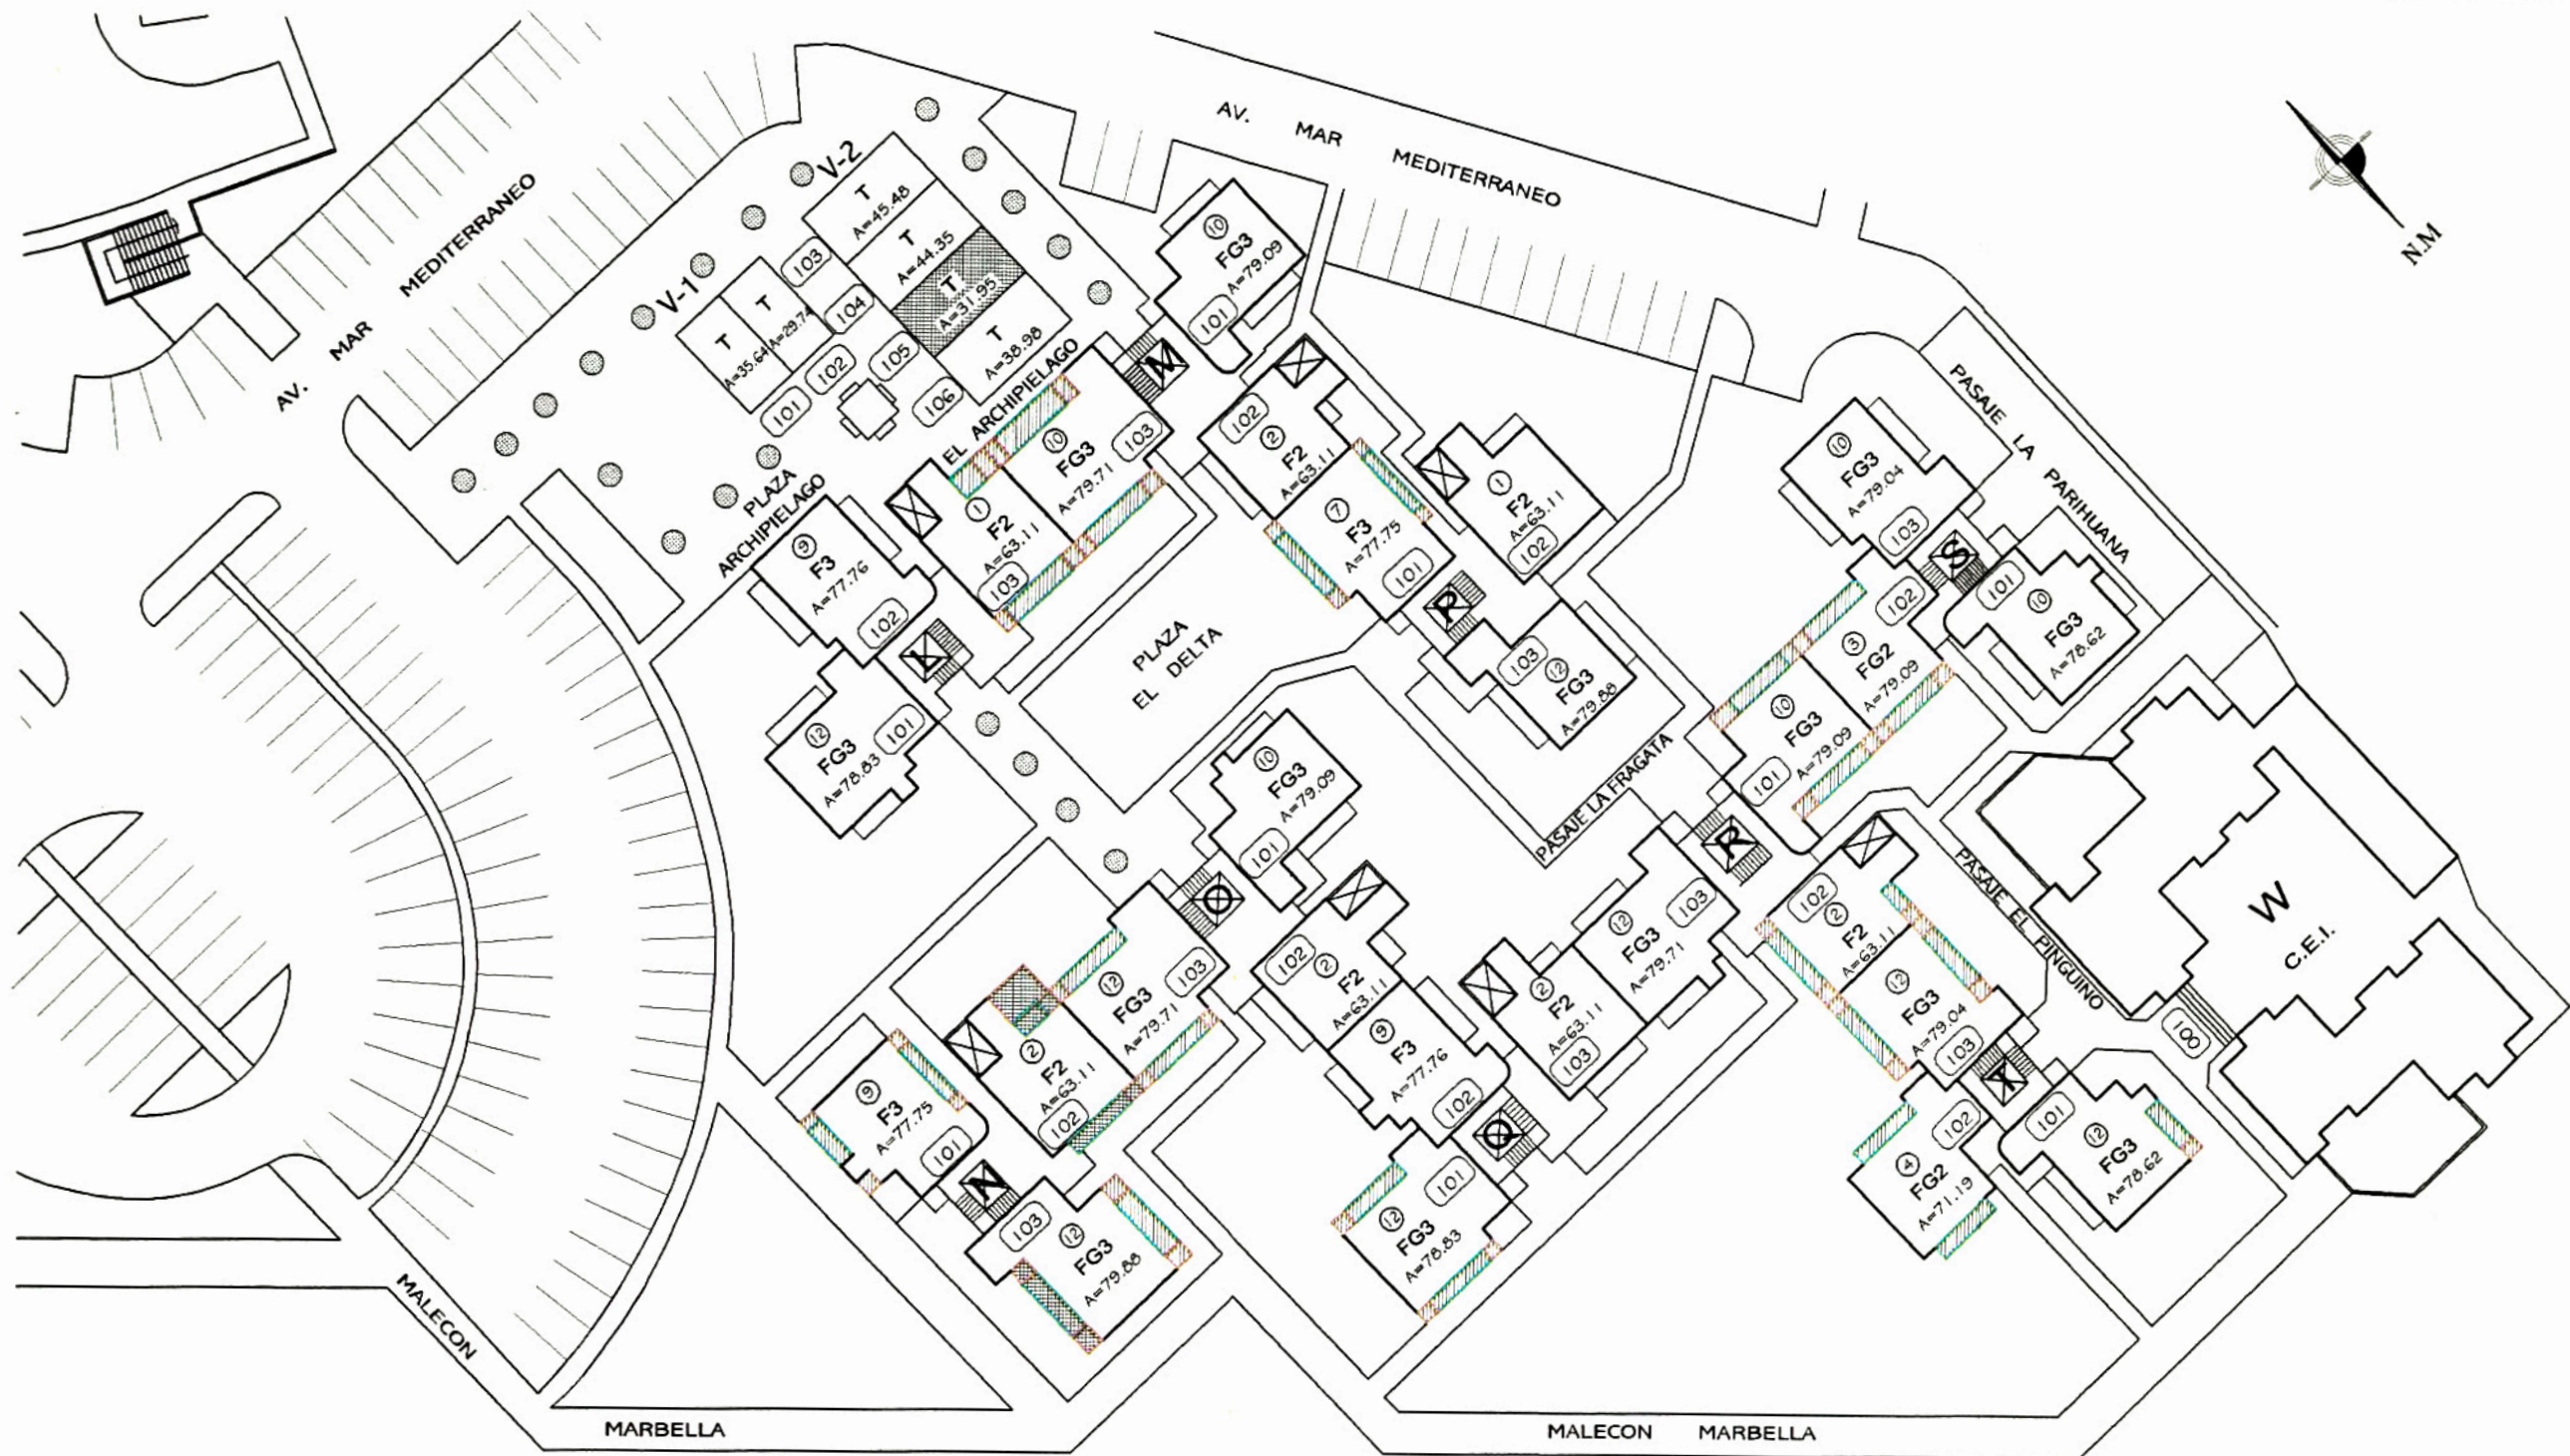 AV. MAR MEDITERRANEO
AV. MAR MEDITERRANEO
N.M
V-2
T
A=45.48
T
A=44.35
T
A=31.95
T
A=38.98
V-1
T
A=35.64
T
A=29.74
103
104
105
102
101
106
PLAZA
EL ARCHIPIELAGO
ARCHIPIELAGO
10
FG3
A=79.09
101
M
10
FG3
A=79.71
103
1
F2
A=63.11
103
9
F3
A=77.76
102
L
12
FG3
A=78.83
101
PLAZA
EL DELTA
102
2
F2
A=63.11
7
F3
A=77.75
101
1
F2
A=63.11
102
P
103
12
FG3
A=79.88
PASAJE LA FRAGATA
PASAJE LA PARIHUANA
10
FG3
A=79.04
103
S
101
10
FG3
A=78.62
102
3
FG2
A=79.09
10
FG3
A=79.09
101
R
10
FG3
A=79.09
101
O
12
FG3
A=79.71
103
2
F2
A=63.11
102
9
F3
A=77.75
101
N
103
12
FG3
A=79.88
102
2
F2
A=63.11
9
F3
A=77.76
102
Q
101
12
FG3
A=78.83
103
12
FG3
A=79.71
2
F2
A=63.11
103
102
2
F2
A=63.11
12
FG3
A=79.04
103
PASAJE EL PINGUINO
102
4
FG2
A=71.19
101
12
FG3
A=78.62
W
C.E.I.
100
MALECON
MARBELLA
MALECON MARBELLA